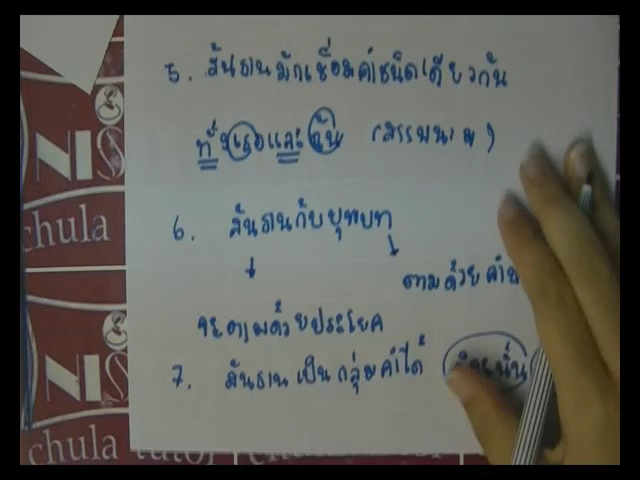 5. สันธานมักเชื่อมคำชนิดเดียวกัน
ทั้งเธอและฉัน (สรรพนาม)
6. สันธานกับบุพบท
ตามด้วยคำ
จะตามด้วยประโยค
7. สันธานเป็นกลุ่มคำได้
NIS
chula
NIS
chula tutor